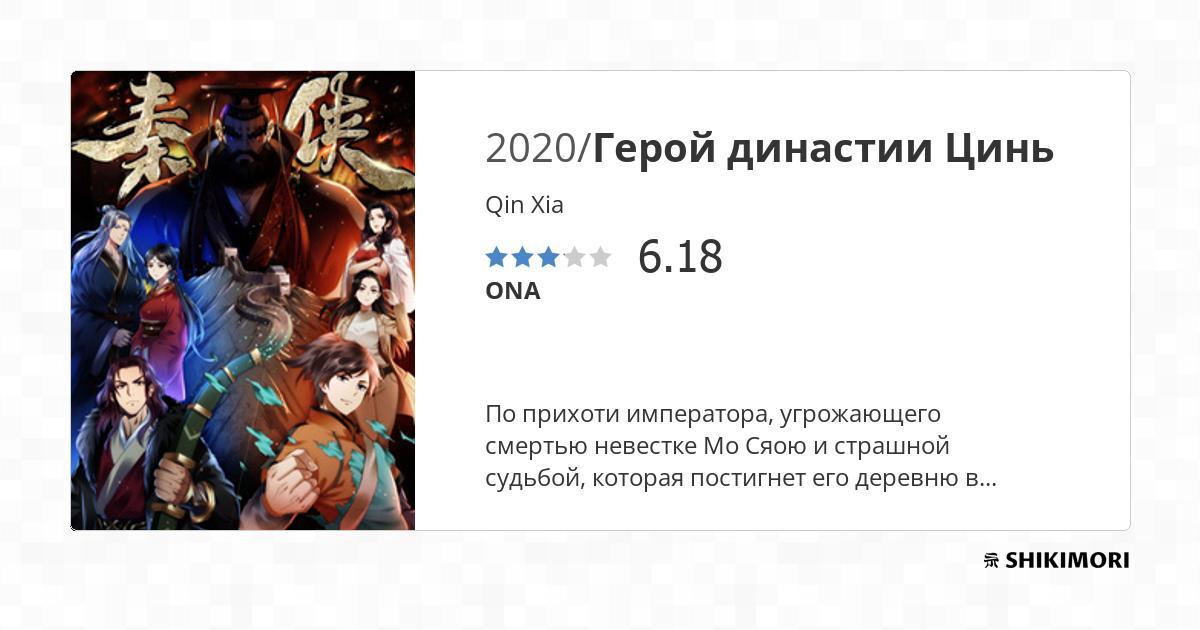 秦侠
2020/Герой династии Цинь
Qin Xia
6.18
ONA
По прихоти императора, угрожающего
смертью невестке Мо Сяою и страшной
судьбой, которая постигнет его деревню в...
SHIKIMORI